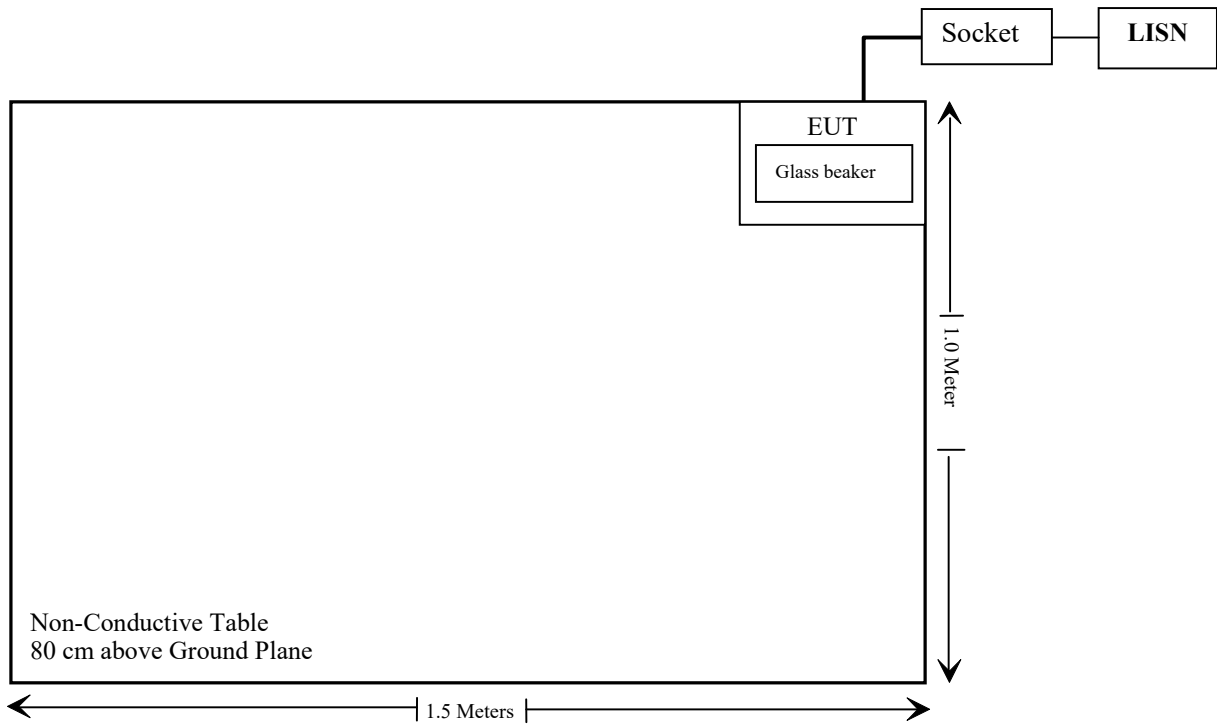 Socket
LISN
EUT
Glass beaker
1.0 Meter
Non-Conductive Table
80 cm above Ground Plane
1.5 Meters